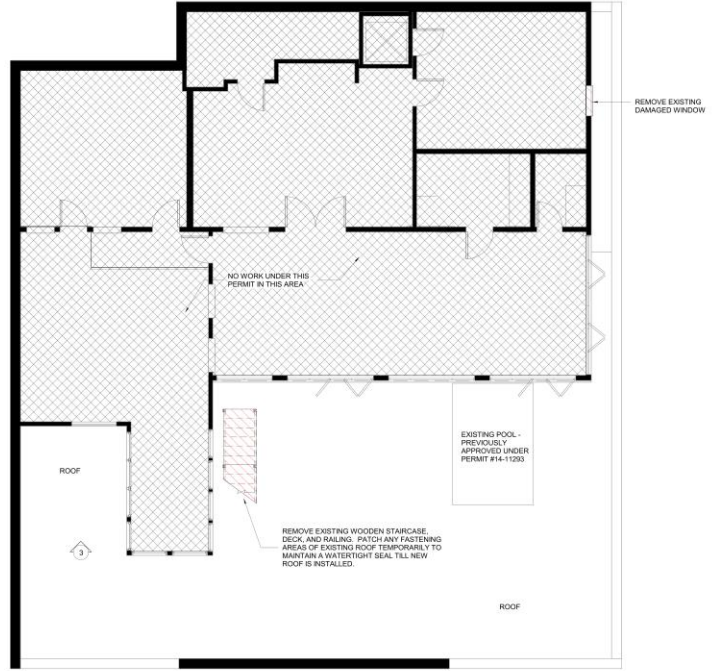 REMOVE EXISTING
DAMAGED WINDOW
NO WORK UNDER THIS
PERMIT IN THIS AREA
EXISTING POOL -
PREVIOUSLY
APPROVED UNDER
PERMIT #14-11293
ROOF
REMOVE EXISTING WOODEN STAIRCASE,
DECK, AND RAILING. PATCH ANY FASTENING
AREAS OF EXISTING ROOF TEMPORARILY TO
MAINTAIN A WATERTIGHT SEAL TILL NEW
ROOF IS INSTALLED.
3
ROOF